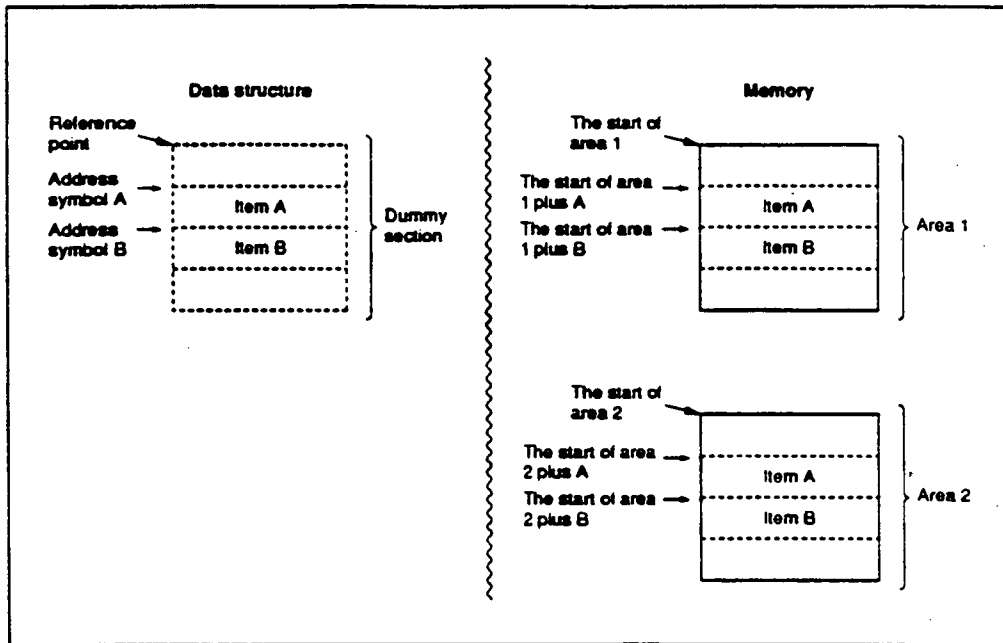 Data structure
Reference
point
Address
symbol A
Item A
Address
symbol B
Item B
Dummy
section
Memory
The start of
area 1
The start of area
1 plus A
Item A
The start of area
1 plus B
Item B
Area 1
The start of
area 2
The start of area
2 plus A
Item A
The start of area
2 plus B
Item B
Area 2